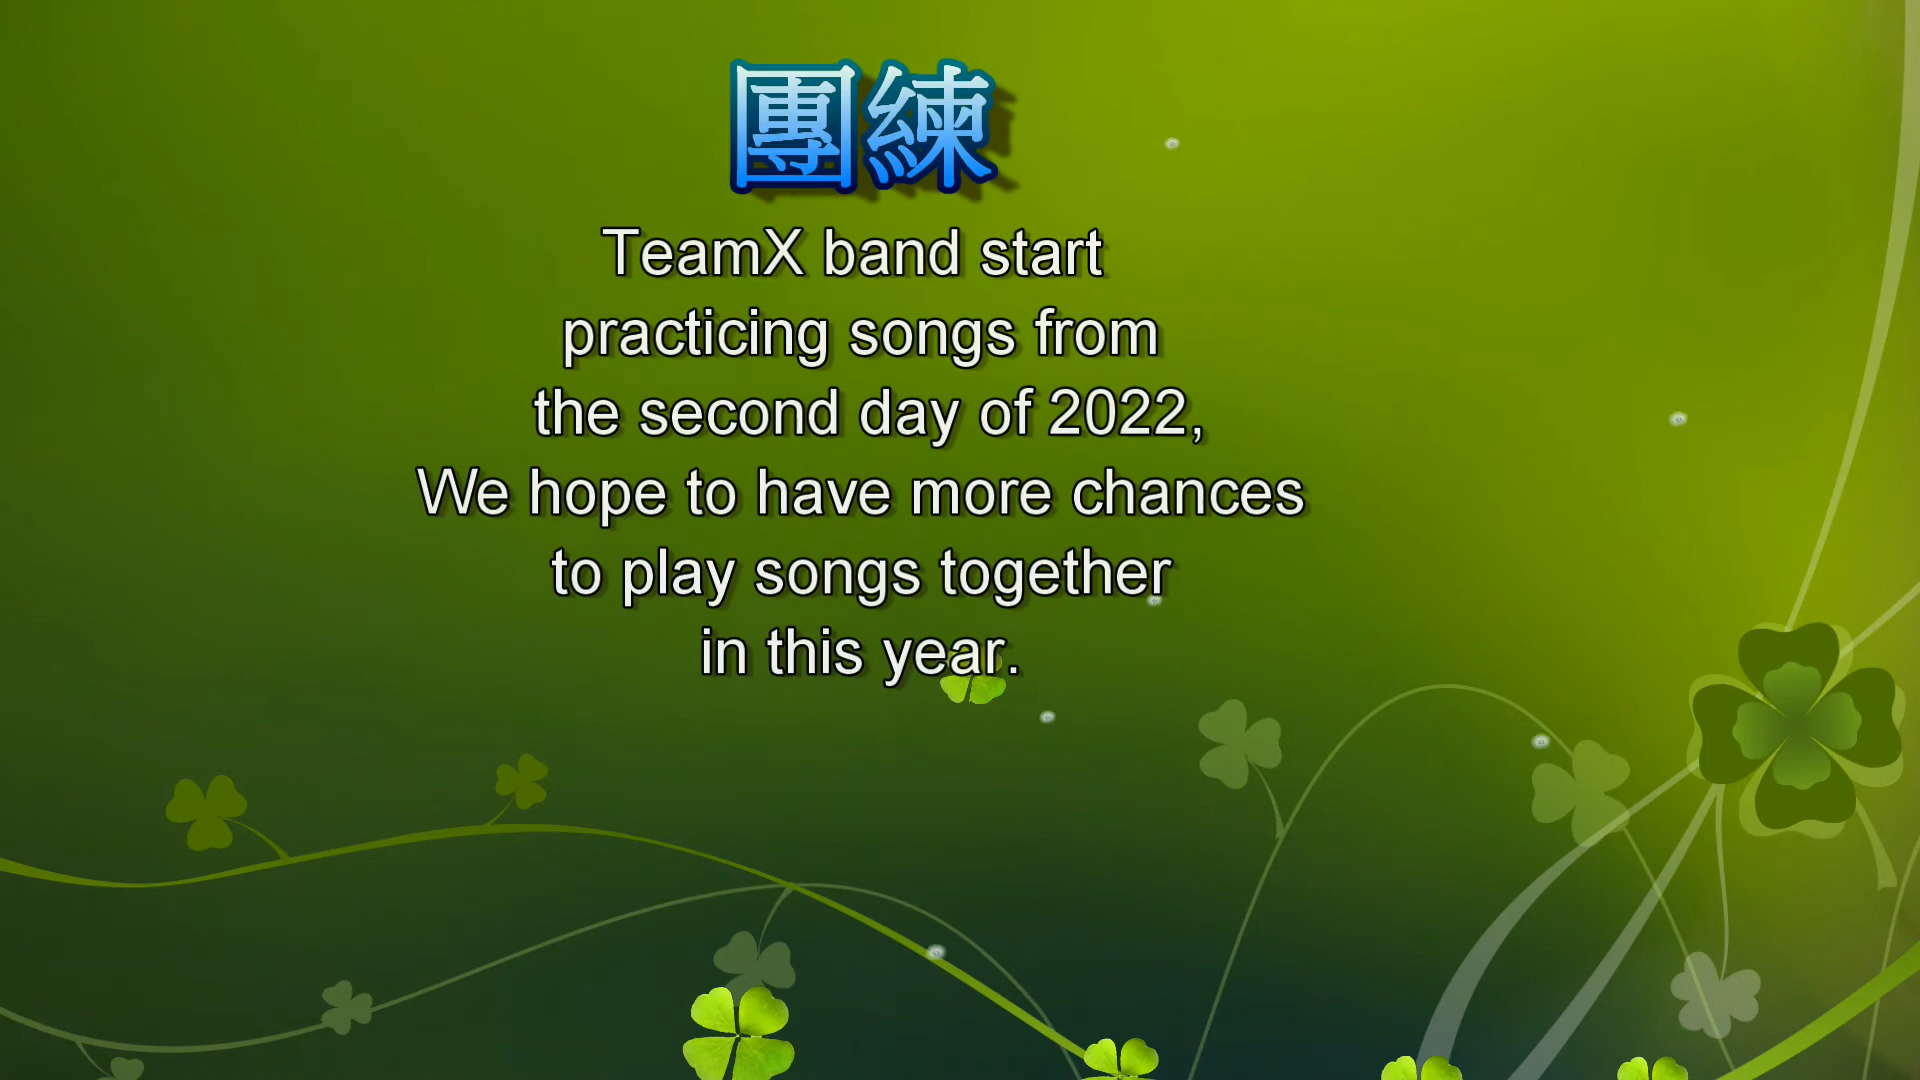 團練
TeamX band start
practicing songs from
the second day of 2022,
We hope to have more chances
to play songs together
in this year.